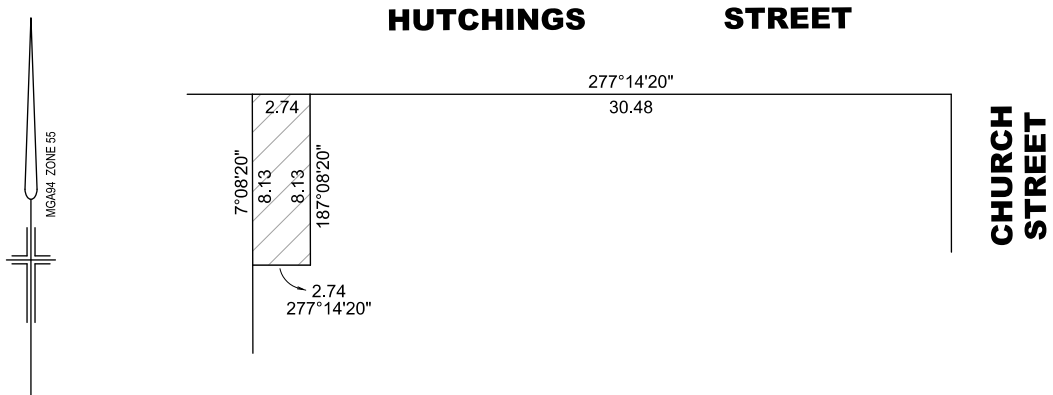 HUTCHINGS STREET
277°14'20"
2.74
30.48
MGA94 ZONE 55
7°08'20"
8.13
8.13
187°08'20"
CHURCH
STREET
2.74
277°14'20"